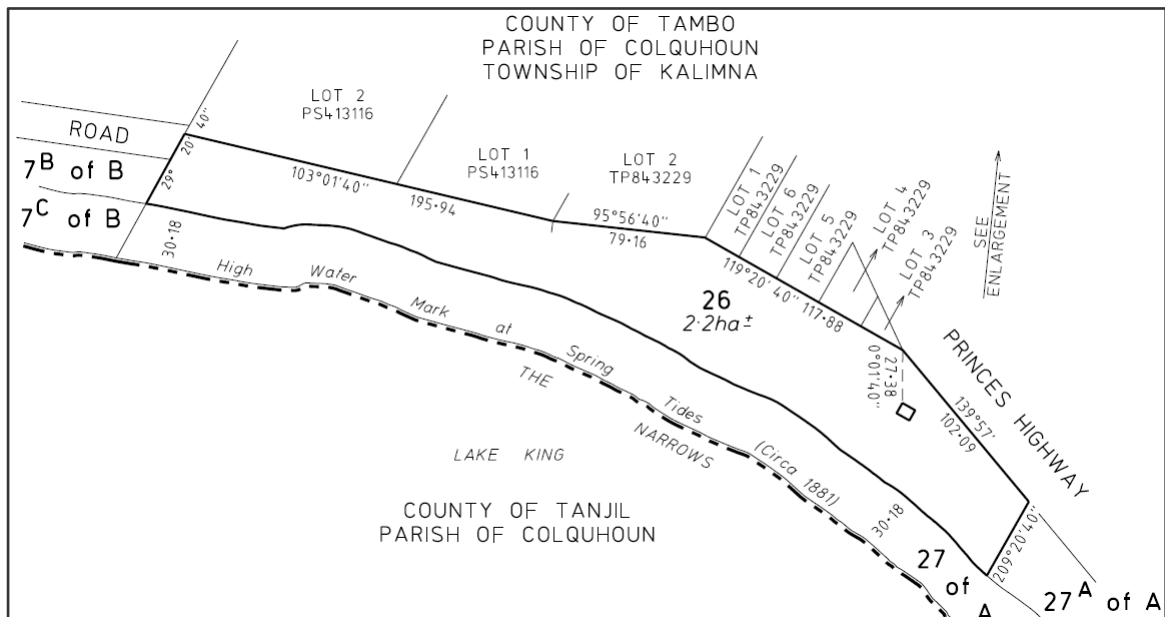 COUNTY OF TAMBO
PARISH OF COLQUHOUN
TOWNSHIP OF KALIMNA
LOT 2
PS413116
ROAD
29° 20' 40"
7B of B
7C of B
103°01'40"
195·94
LOT 1
PS413116
LOT 2
TP843229
95°56'40"
79·16
LOT 1
TP843229
LOT 6
TP843229
LOT 5
TP843229
LOT 4
TP843229
LOT 3
TP843229
SEE
ENLARGEMENT
119°20'40" 117·88
26
2·2ha±
27·38
0°01'40"
PRINCES HIGHWAY
139°57'
102·09
209°20'40"
30·18
High Water Mark at Spring Tides (Circa 1881)
THE NARROWS
LAKE KING
30·18
COUNTY OF TANJIL
PARISH OF COLQUHOUN
27
of
A
27A of A